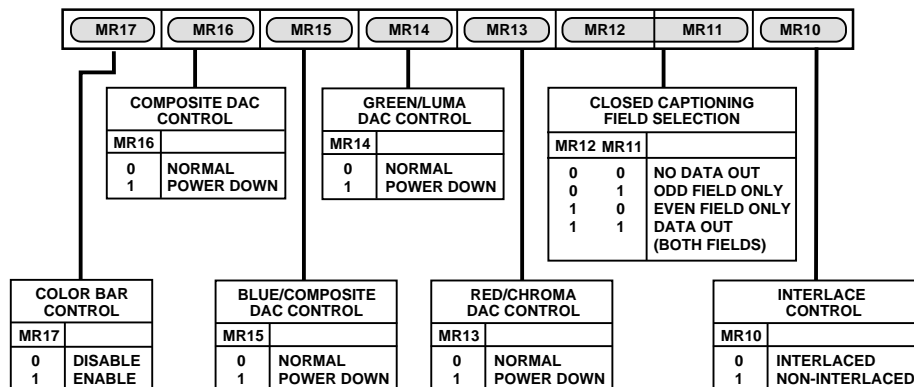 MR17 MR16 MR15 MR14 MR13 MR12 MR11 MR10
COMPOSITE DAC
CONTROL
MR16
0 NORMAL
1 POWER DOWN
GREEN/LUMA
DAC CONTROL
MR14
0 NORMAL
1 POWER DOWN
CLOSED CAPTIONING
FIELD SELECTION
MR12 MR11
0 0 NO DATA OUT
0 1 ODD FIELD ONLY
1 0 EVEN FIELD ONLY
1 1 DATA OUT
(BOTH FIELDS)
COLOR BAR
CONTROL
MR17
0 DISABLE
1 ENABLE
BLUE/COMPOSITE
DAC CONTROL
MR15
0 NORMAL
1 POWER DOWN
RED/CHROMA
DAC CONTROL
MR13
0 NORMAL
1 POWER DOWN
INTERLACE
CONTROL
MR10
0 INTERLACED
1 NON-INTERLACED